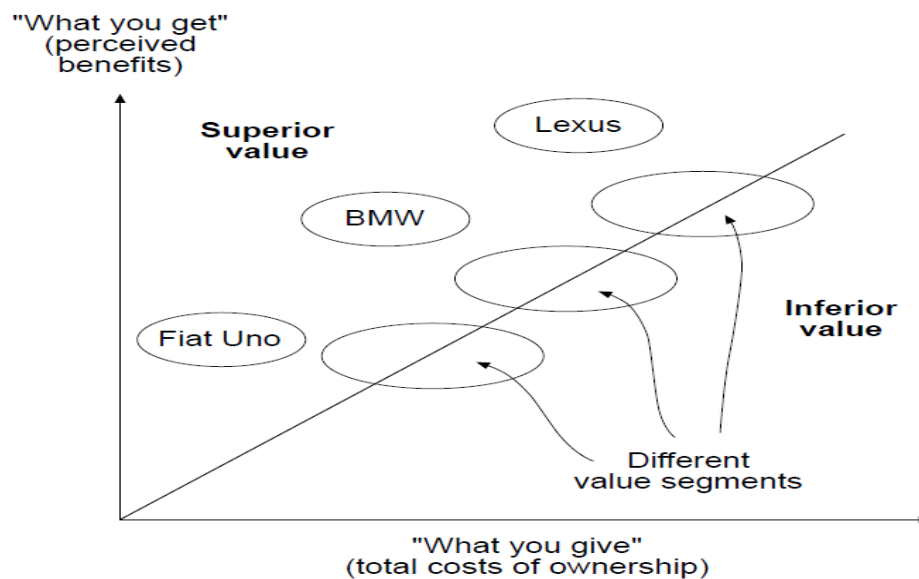 "What you get"
(perceived
benefits)
Superior
value
Lexus
BMW
Inferior
value
Fiat Uno
Different
value segments
"What you give"
(total costs of ownership)